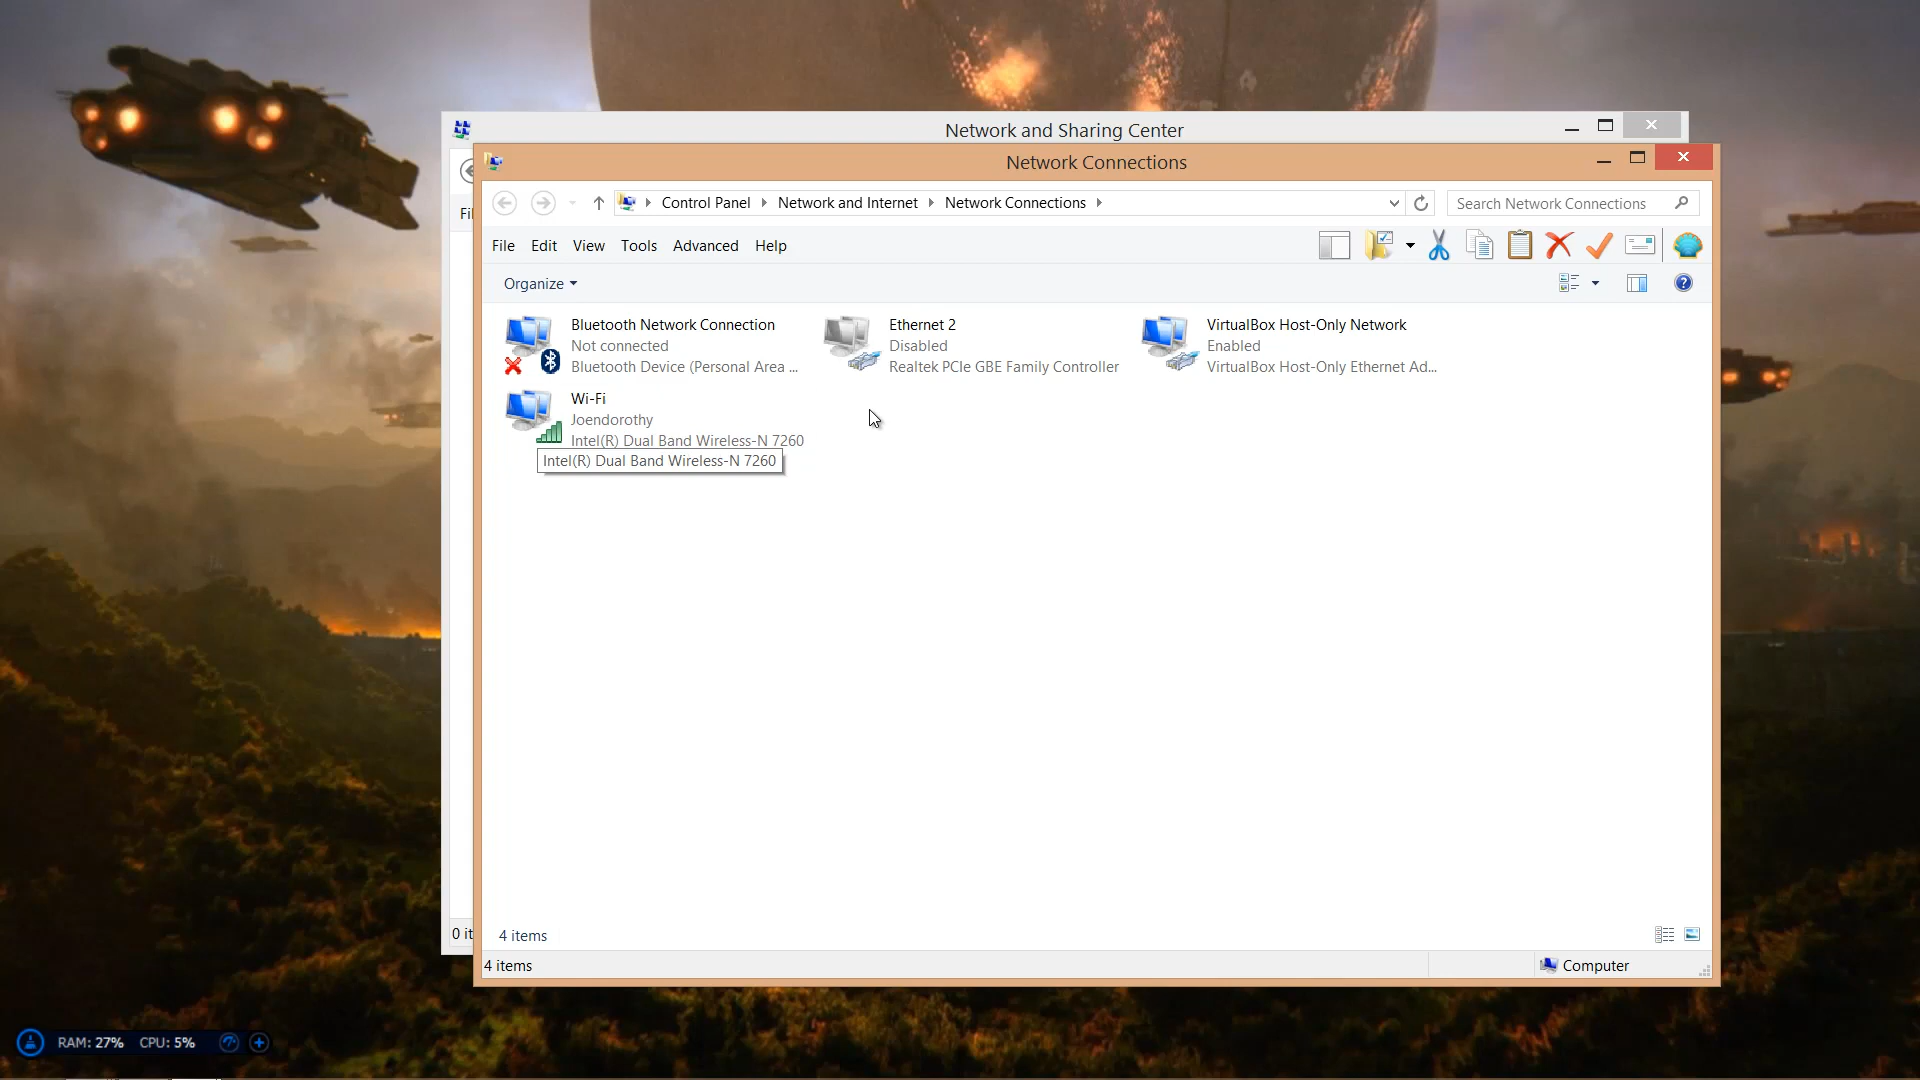 Network and Sharing Center
Network Connections
Control Panel Network and Internet Network Connections
Search Network Connections
Fil
File Edit View Tools Advanced Help
Organize
Bluetooth Network Connection
Not connected
Bluetooth Device (Personal Area ...
Ethernet 2
Disabled
Realtek PCIe GBE Family Controller
VirtualBox Host-Only Network
Enabled
VirtualBox Host-Only Ethernet Ad...
Wi-Fi
Joendorothy
Intel(R) Dual Band Wireless-N 7260
Intel(R) Dual Band Wireless-N 7260
0 it
4 items
4 items
Computer
RAM: 27% CPU: 5%